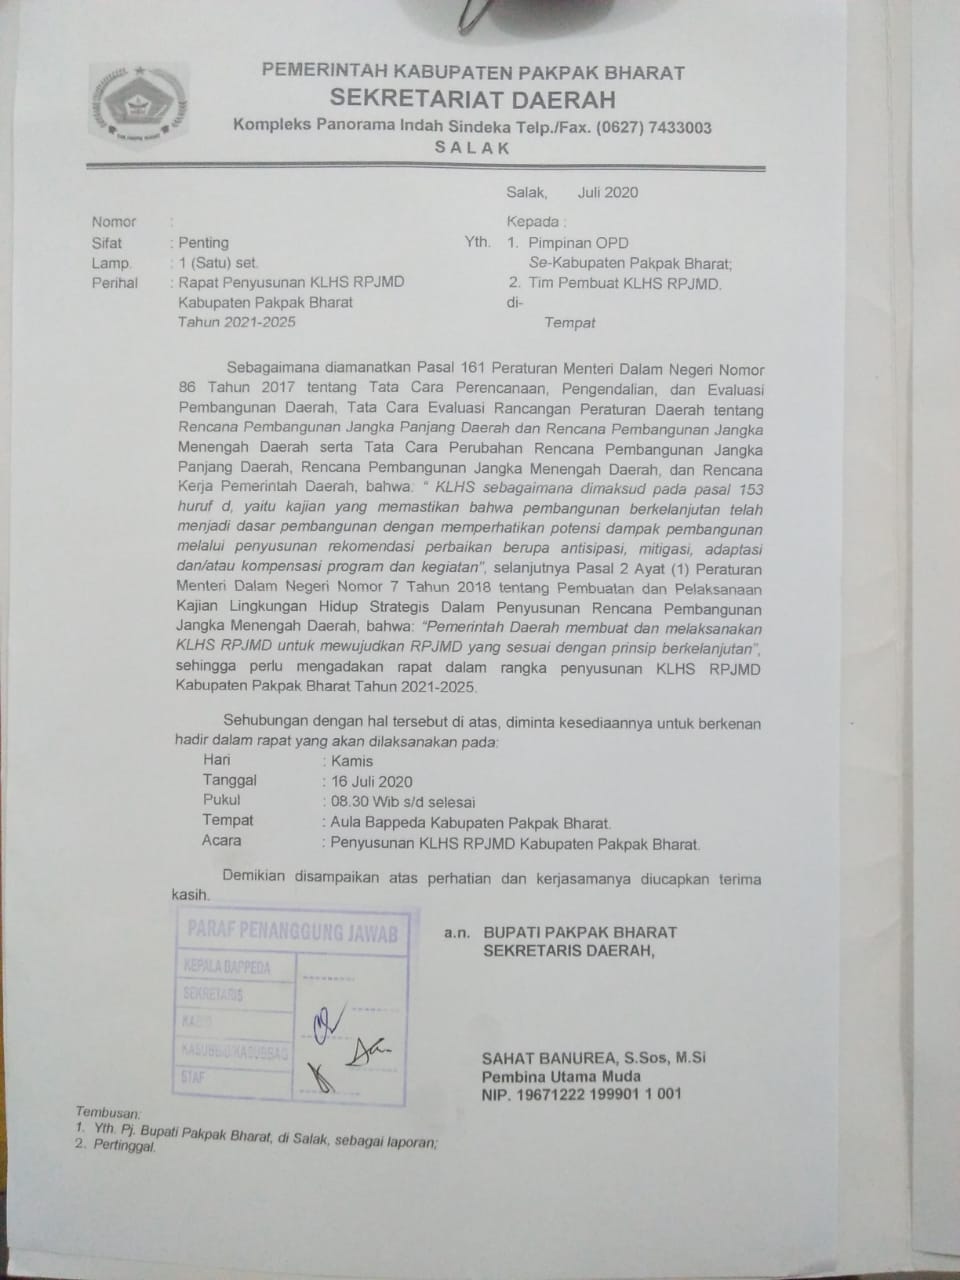 PEMERINTAH KABUPATEN PAKPAK BHARAT
SEKRETARIAT DAERAH
Kompleks Panorama Indah Sindeka Telp./Fax. (0627) 7433003
S A L A K
Salak, Juli 2020
Nomor :
Sifat : Penting
Lamp. : 1 (Satu) set.
Perihal : Rapat Penyusunan KLHS RPJMD
Kabupaten Pakpak Bharat
Tahun 2021-2025
Kepada :
Yth. 1. Pimpinan OPD
Se-Kabupaten Pakpak Bharat;
2. Tim Pembuat KLHS RPJMD.
di-
Tempat
Sebagaimana diamanatkan Pasal 161 Peraturan Menteri Dalam Negeri Nomor
86 Tahun 2017 tentang Tata Cara Perencanaan, Pengendalian, dan Evaluasi
Pembangunan Daerah, Tata Cara Evaluasi Rancangan Peraturan Daerah tentang
Rencana Pembangunan Jangka Panjang Daerah dan Rencana Pembangunan Jangka
Menengah Daerah serta Tata Cara Perubahan Rencana Pembangunan Jangka
Panjang Daerah, Rencana Pembangunan Jangka Menengah Daerah, dan Rencana
Kerja Pemerintah Daerah, bahwa: “ KLHS sebagaimana dimaksud pada pasal 153
huruf d, yaitu kajian yang memastikan bahwa pembangunan berkelanjutan telah
menjadi dasar pembangunan dengan memperhatikan potensi dampak pembangunan
melalui penyusunan rekomendasi perbaikan berupa antisipasi, mitigasi, adaptasi
dan/atau kompensasi program dan kegiatan”, selanjutnya Pasal 2 Ayat (1) Peraturan
Menteri Dalam Negeri Nomor 7 Tahun 2018 tentang Pembuatan dan Pelaksanaan
Kajian Lingkungan Hidup Strategis Dalam Penyusunan Rencana Pembangunan
Jangka Menengah Daerah, bahwa: “Pemerintah Daerah membuat dan melaksanakan
KLHS RPJMD untuk mewujudkan RPJMD yang sesuai dengan prinsip berkelanjutan”,
sehingga perlu mengadakan rapat dalam rangka penyusunan KLHS RPJMD
Kabupaten Pakpak Bharat Tahun 2021-2025.
Sehubungan dengan hal tersebut di atas, diminta kesediaannya untuk berkenan
hadir dalam rapat yang akan dilaksanakan pada:
Hari : Kamis
Tanggal : 16 Juli 2020
Pukul : 08.30 Wib s/d selesai
Tempat : Aula Bappeda Kabupaten Pakpak Bharat.
Acara : Penyusunan KLHS RPJMD Kabupaten Pakpak Bharat.
Demikian disampaikan atas perhatian dan kerjasamanya diucapkan terima
kasih.
PARAF PENANGGUNG JAWAB
KEPALA BAPPEDA
SEKRETARIS
KABID
KASUBBID/KASUBBAG
STAF
a.n. BUPATI PAKPAK BHARAT
SEKRETARIS DAERAH,
SAHAT BANUREA, S.Sos, M.Si
Pembina Utama Muda
NIP. 19671222 199901 1 001
Tembusan:
1. Yth. Pj. Bupati Pakpak Bharat, di Salak, sebagai laporan;
2. Pertinggal.